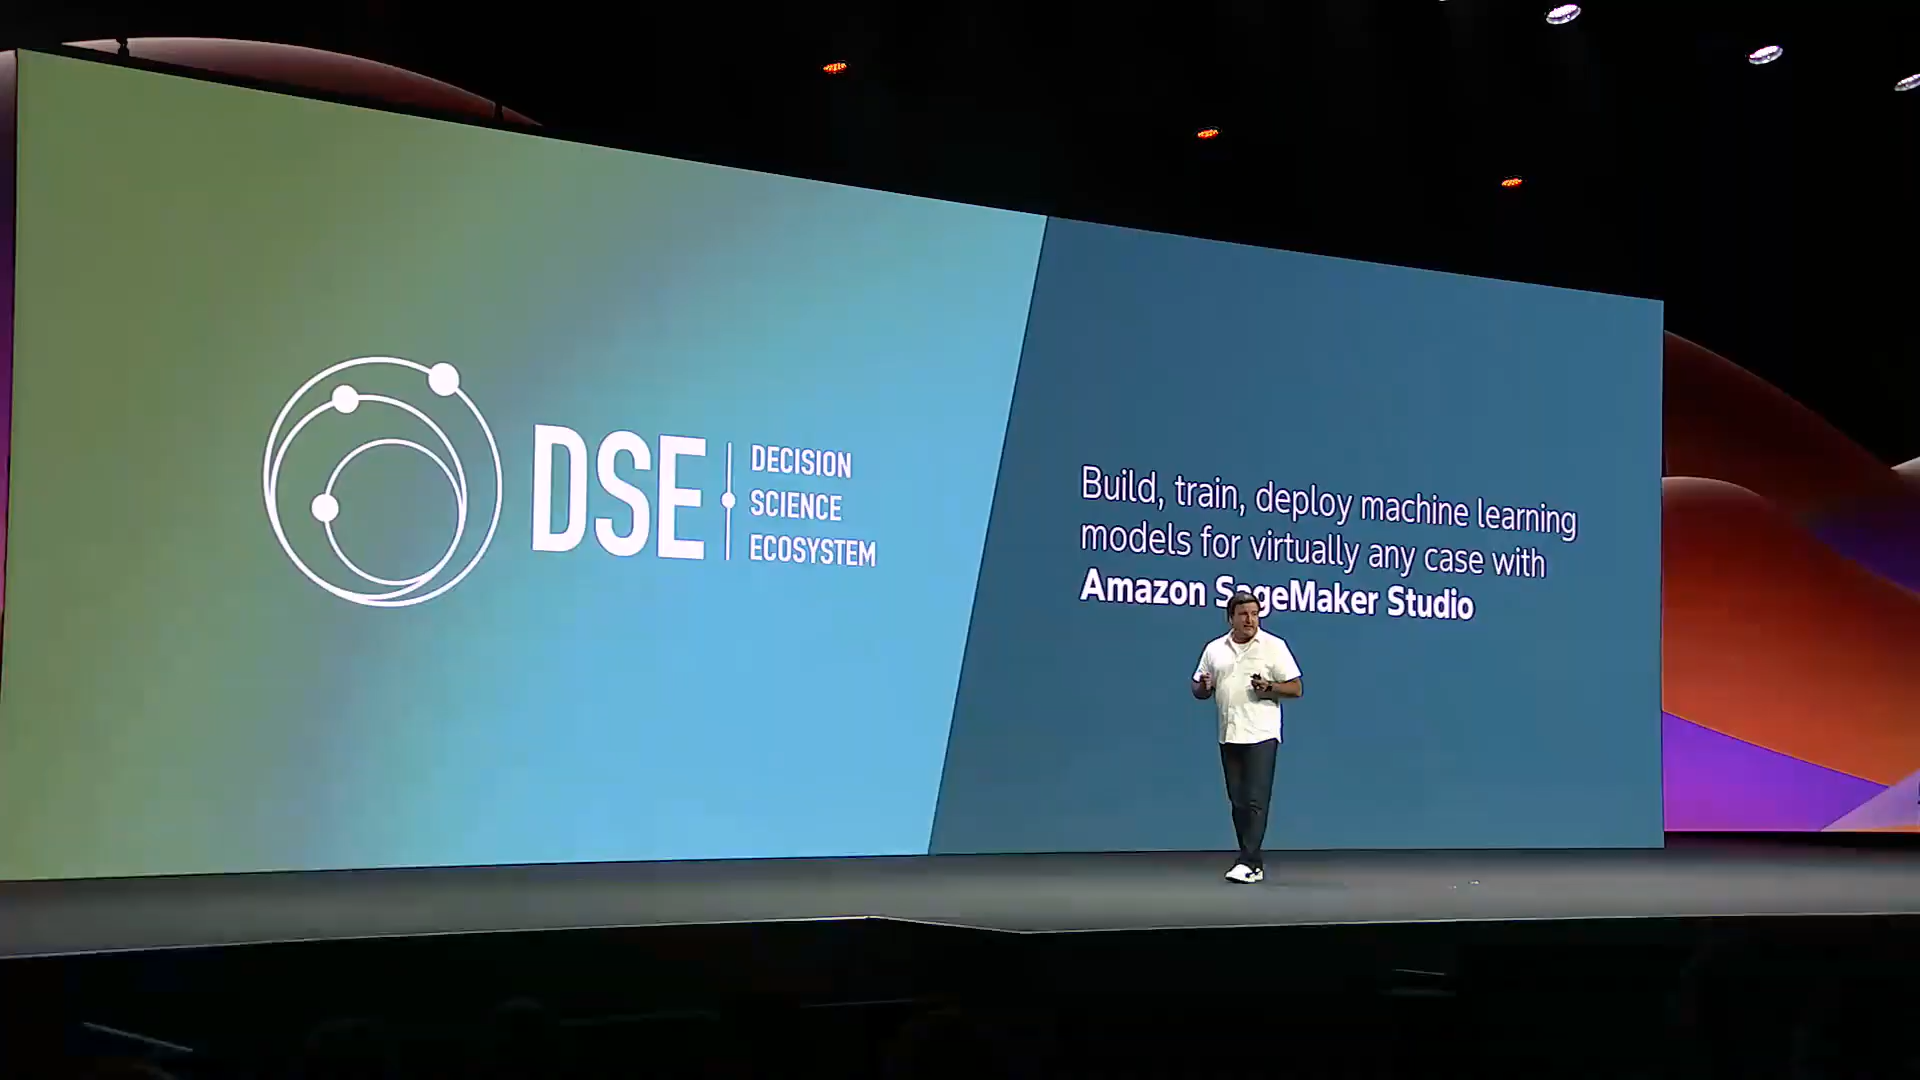 DSE
DECISION
SCIENCE
ECOSYSTEM
Build, train, deploy machine learning
models for virtually any case with
Amazon SageMaker Studio